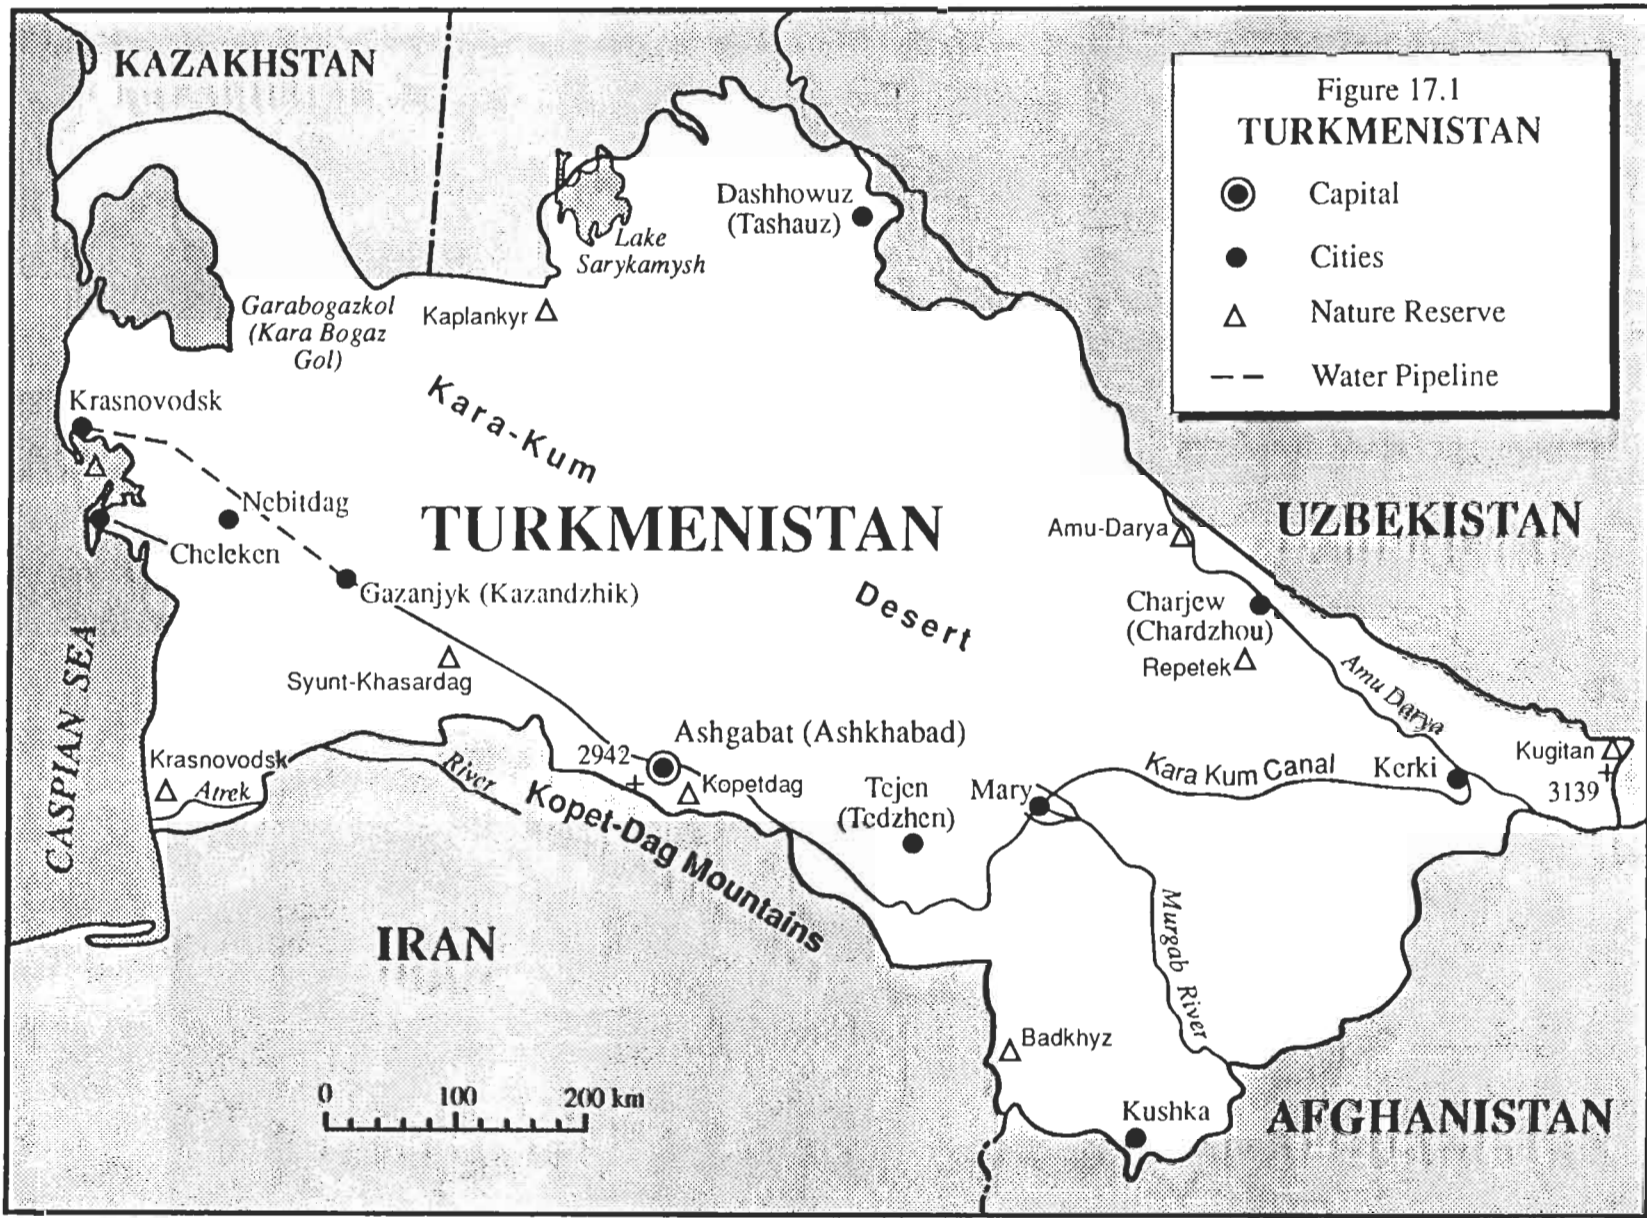 KAZAKHSTAN
Figure 17.1
TURKMENISTAN
Capital
Cities
Nature Reserve
Water Pipeline
Dashhowuz
(Tashauz)
Lake
Sarykamysh
Garabogazkol
(Kara Bogaz
Gol)
Kaplankyr
Krasnovodsk
Kara-Kum
Nebitdag
TURKMENISTAN
Amu-Darya
UZBEKISTAN
Cheleken
Gazanjyk (Kazandzhik)
Desert
Charjew
(Chardzhou)
Repetek
CASPIAN SEA
Syunt-Khasardag
Amu Darya
Ashgabat (Ashkhabad)
2942
Krasnovodsk
Atrek
River
Kopetdag
Kopet-Dag Mountains
Tejen
(Tedzhen)
Mary
Kara Kum Canal
Kerki
Kugitan
3139
IRAN
Murgab River
Badkhyz
0 100 200 km
Kushka
AFGHANISTAN